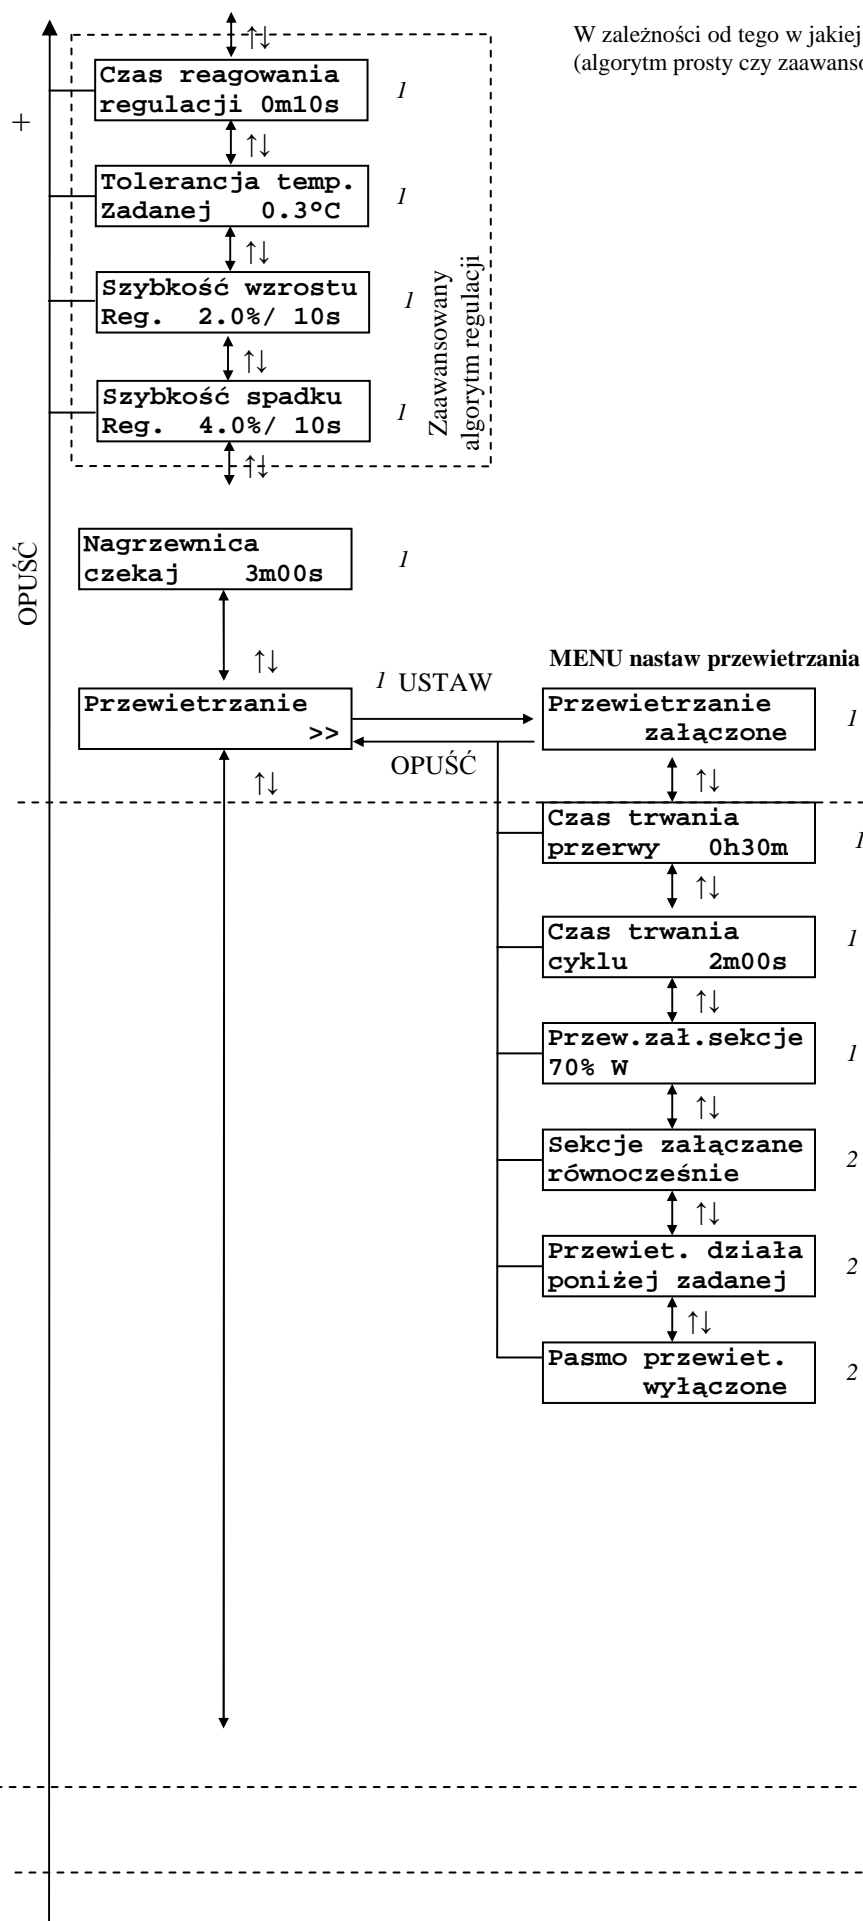 W zależności od tego w jakiej
(algorytm prosty czy zaawanso
↑↓
Czas reagowania
regulacji 0m10s
1
+
↑↓
Tolerancja temp.
Zadanej 0.3°C
1
↑↓
Szybkość wzrostu
Reg. 2.0%/ 10s
1
↑↓
Szybkość spadku
Reg. 4.0%/ 10s
1
↑↓
Zaawansowany
algorytm regulacji
OPUŚĆ
Nagrzewnica
czekaj 3m00s
1
↑↓
Przewietrzanie
>>
1 USTAW
OPUŚĆ
↑↓
MENU nastaw przewietrzania
Przewietrzanie
załączone
1
↑↓
Czas trwania
przerwy 0h30m
1
↑↓
Czas trwania
cyklu 2m00s
1
↑↓
Przew.zał.sekcje
70% W
1
↑↓
Sekcje załączane
równocześnie
2
↑↓
Przewiet. działa
poniżej zadanej
2
↑↓
Pasmo przewiet.
wyłączone
2